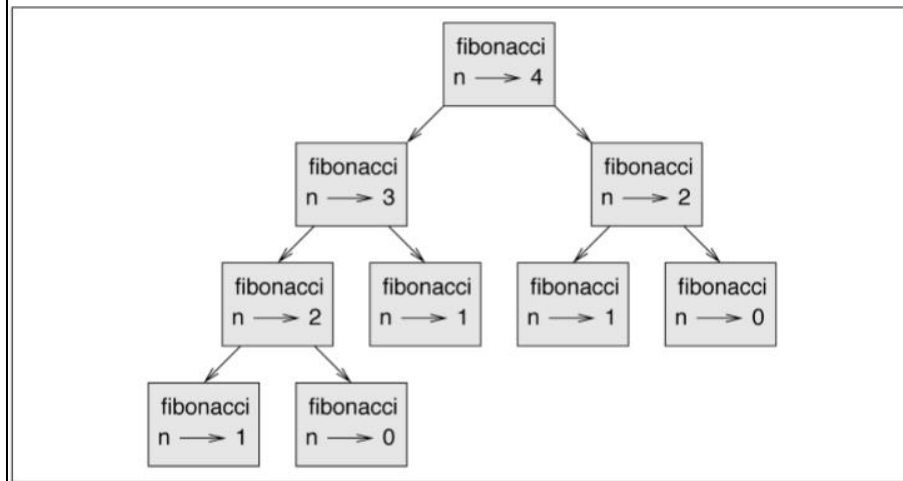 fibonacci
n → 4
fibonacci
n → 3
fibonacci
n → 2
fibonacci
n → 2
fibonacci
n → 1
fibonacci
n → 1
fibonacci
n → 0
fibonacci
n → 1
fibonacci
n → 0